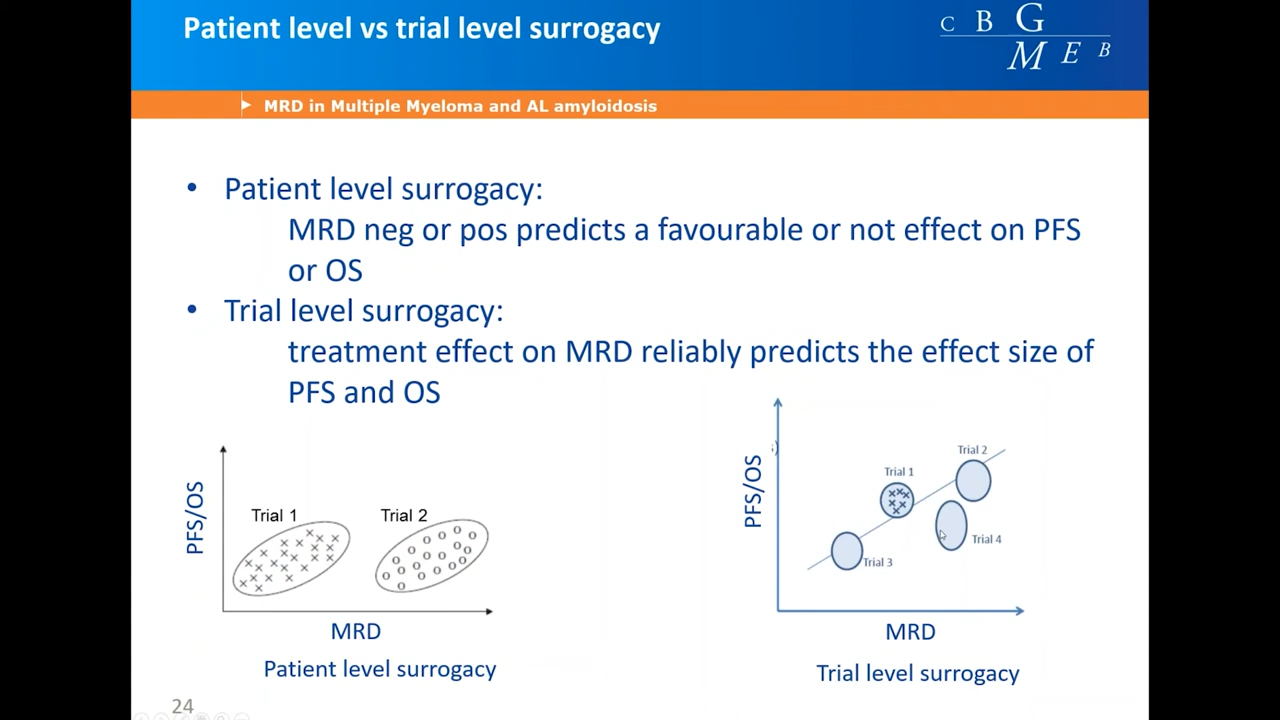 Patient level vs trial level surrogacy
C B G
M E B
MRD in Multiple Myeloma and AL amyloidosis
• Patient level surrogacy:
MRD neg or pos predicts a favourable or not effect on PFS
or OS
• Trial level surrogacy:
treatment effect on MRD reliably predicts the effect size of
PFS and OS
PFS/OS
Trial 1
Trial 2
MRD
Patient level surrogacy
PFS/OS
Trial 1
Trial 2
Trial 3
Trial 4
MRD
Trial level surrogacy
24